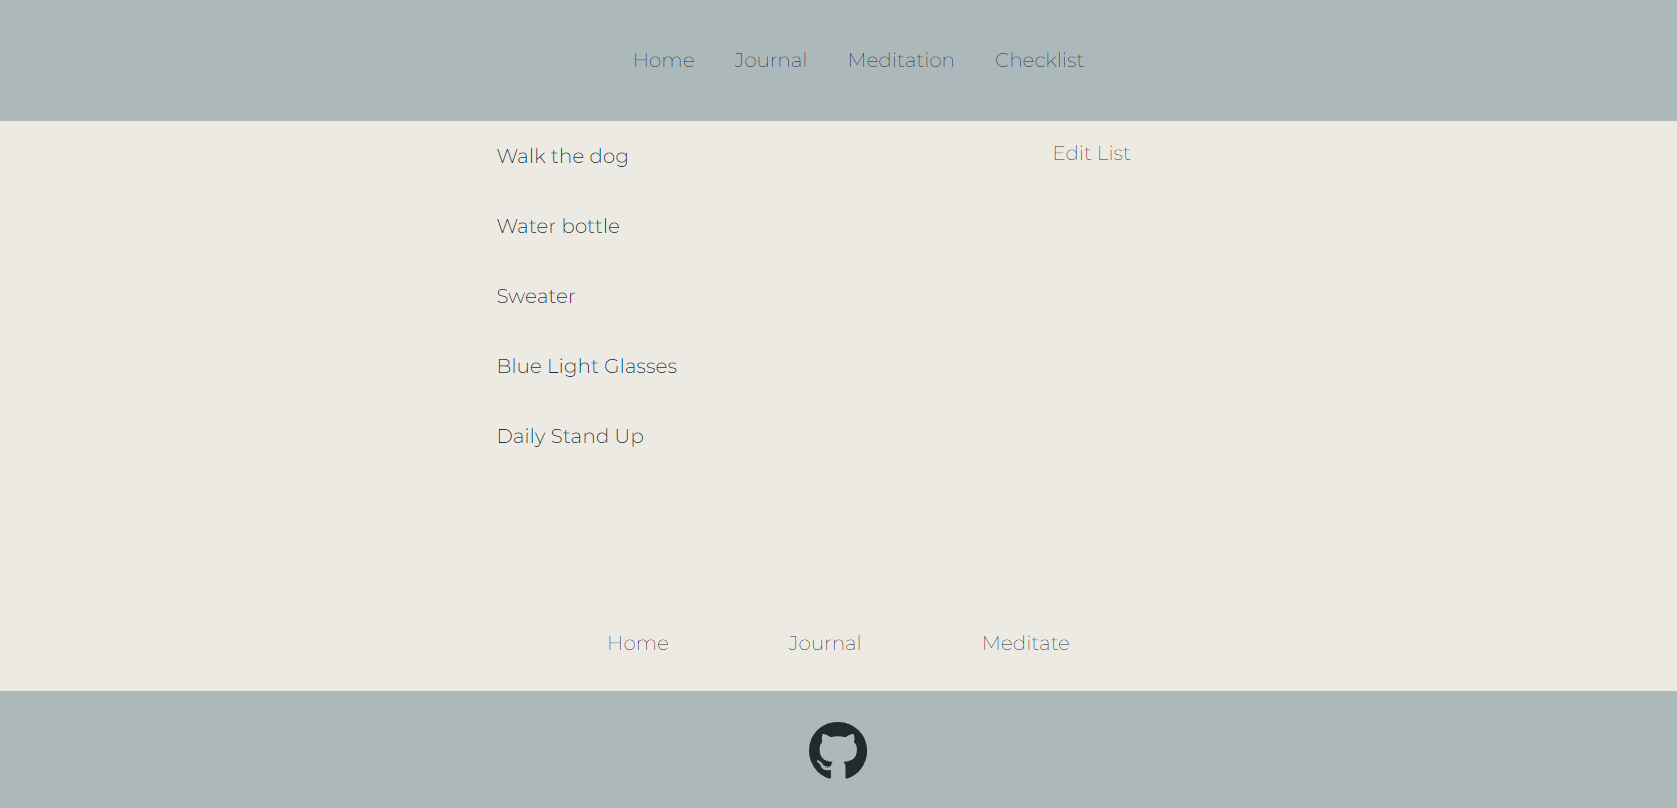 Home Journal Meditation Checklist
Walk the dog
Edit List
Water bottle
Sweater
Blue Light Glasses
Daily Stand Up
Home Journal Meditate